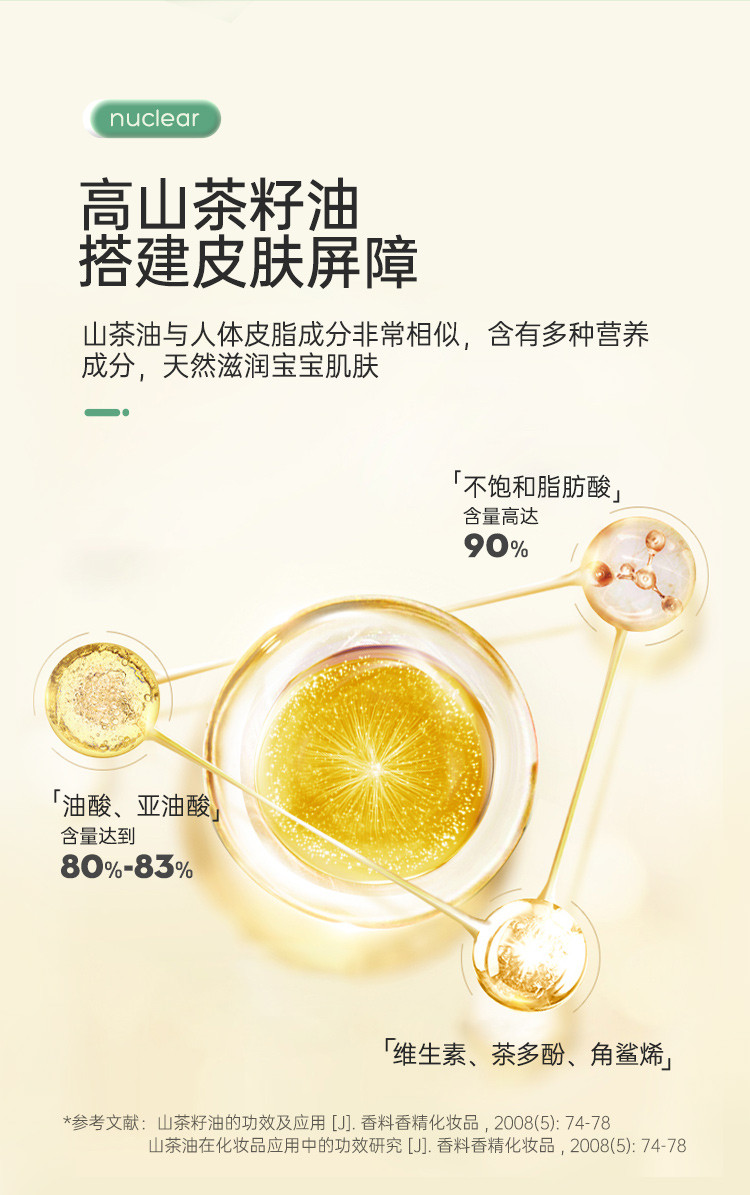 nuclear
高山茶籽油
搭建皮肤屏障
山茶油与人体皮脂成分非常相似，含有多种营养
成分，天然滋润宝宝肌肤
「不饱和脂肪酸」
含量高达
90%
「油酸、亚油酸」
含量达到
80%-83%
「维生素、茶多酚、角鲨烯」
*参考文献：山茶籽油的功效及应用 [J]. 香料香精化妆品 , 2008(5): 74-78
山茶油在化妆品应用中的功效研究 [J]. 香料香精化妆品 , 2008(5): 74-78